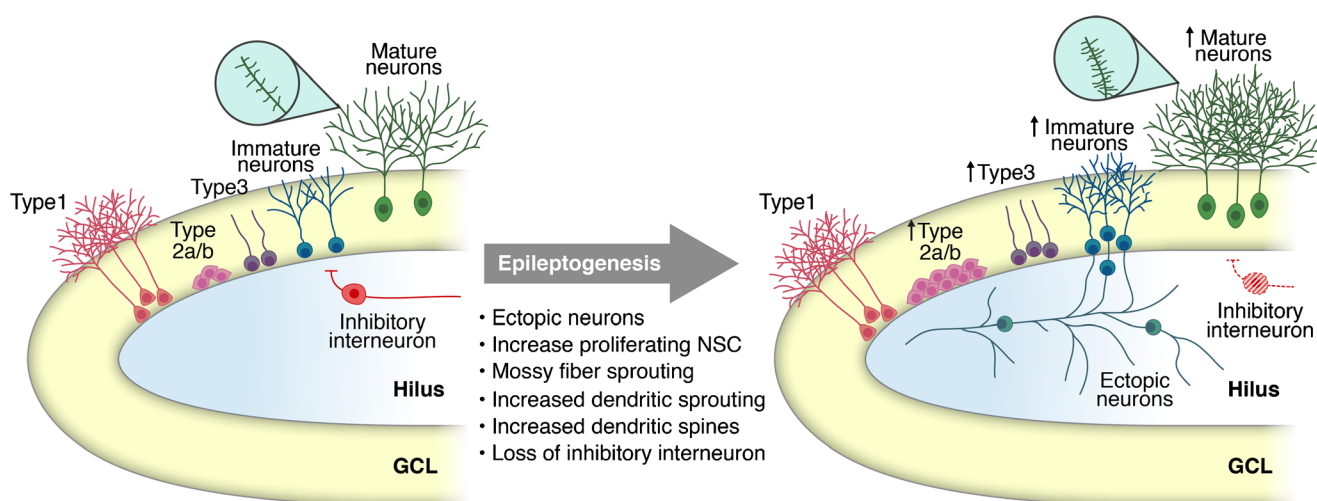 Mature
neurons
Immature
neurons
Type3
Type1
Type
2a/b
Inhibitory
interneuron
Hilus
GCL
Epileptogenesis
• Ectopic neurons
• Increase proliferating NSC
• Mossy fiber sprouting
• Increased dendritic sprouting
• Increased dendritic spines
• Loss of inhibitory interneuron
↑ Mature
neurons
↑ Immature
neurons
↑Type3
Type1
↑Type
2a/b
Inhibitory
interneuron
Ectopic
neurons
Hilus
GCL